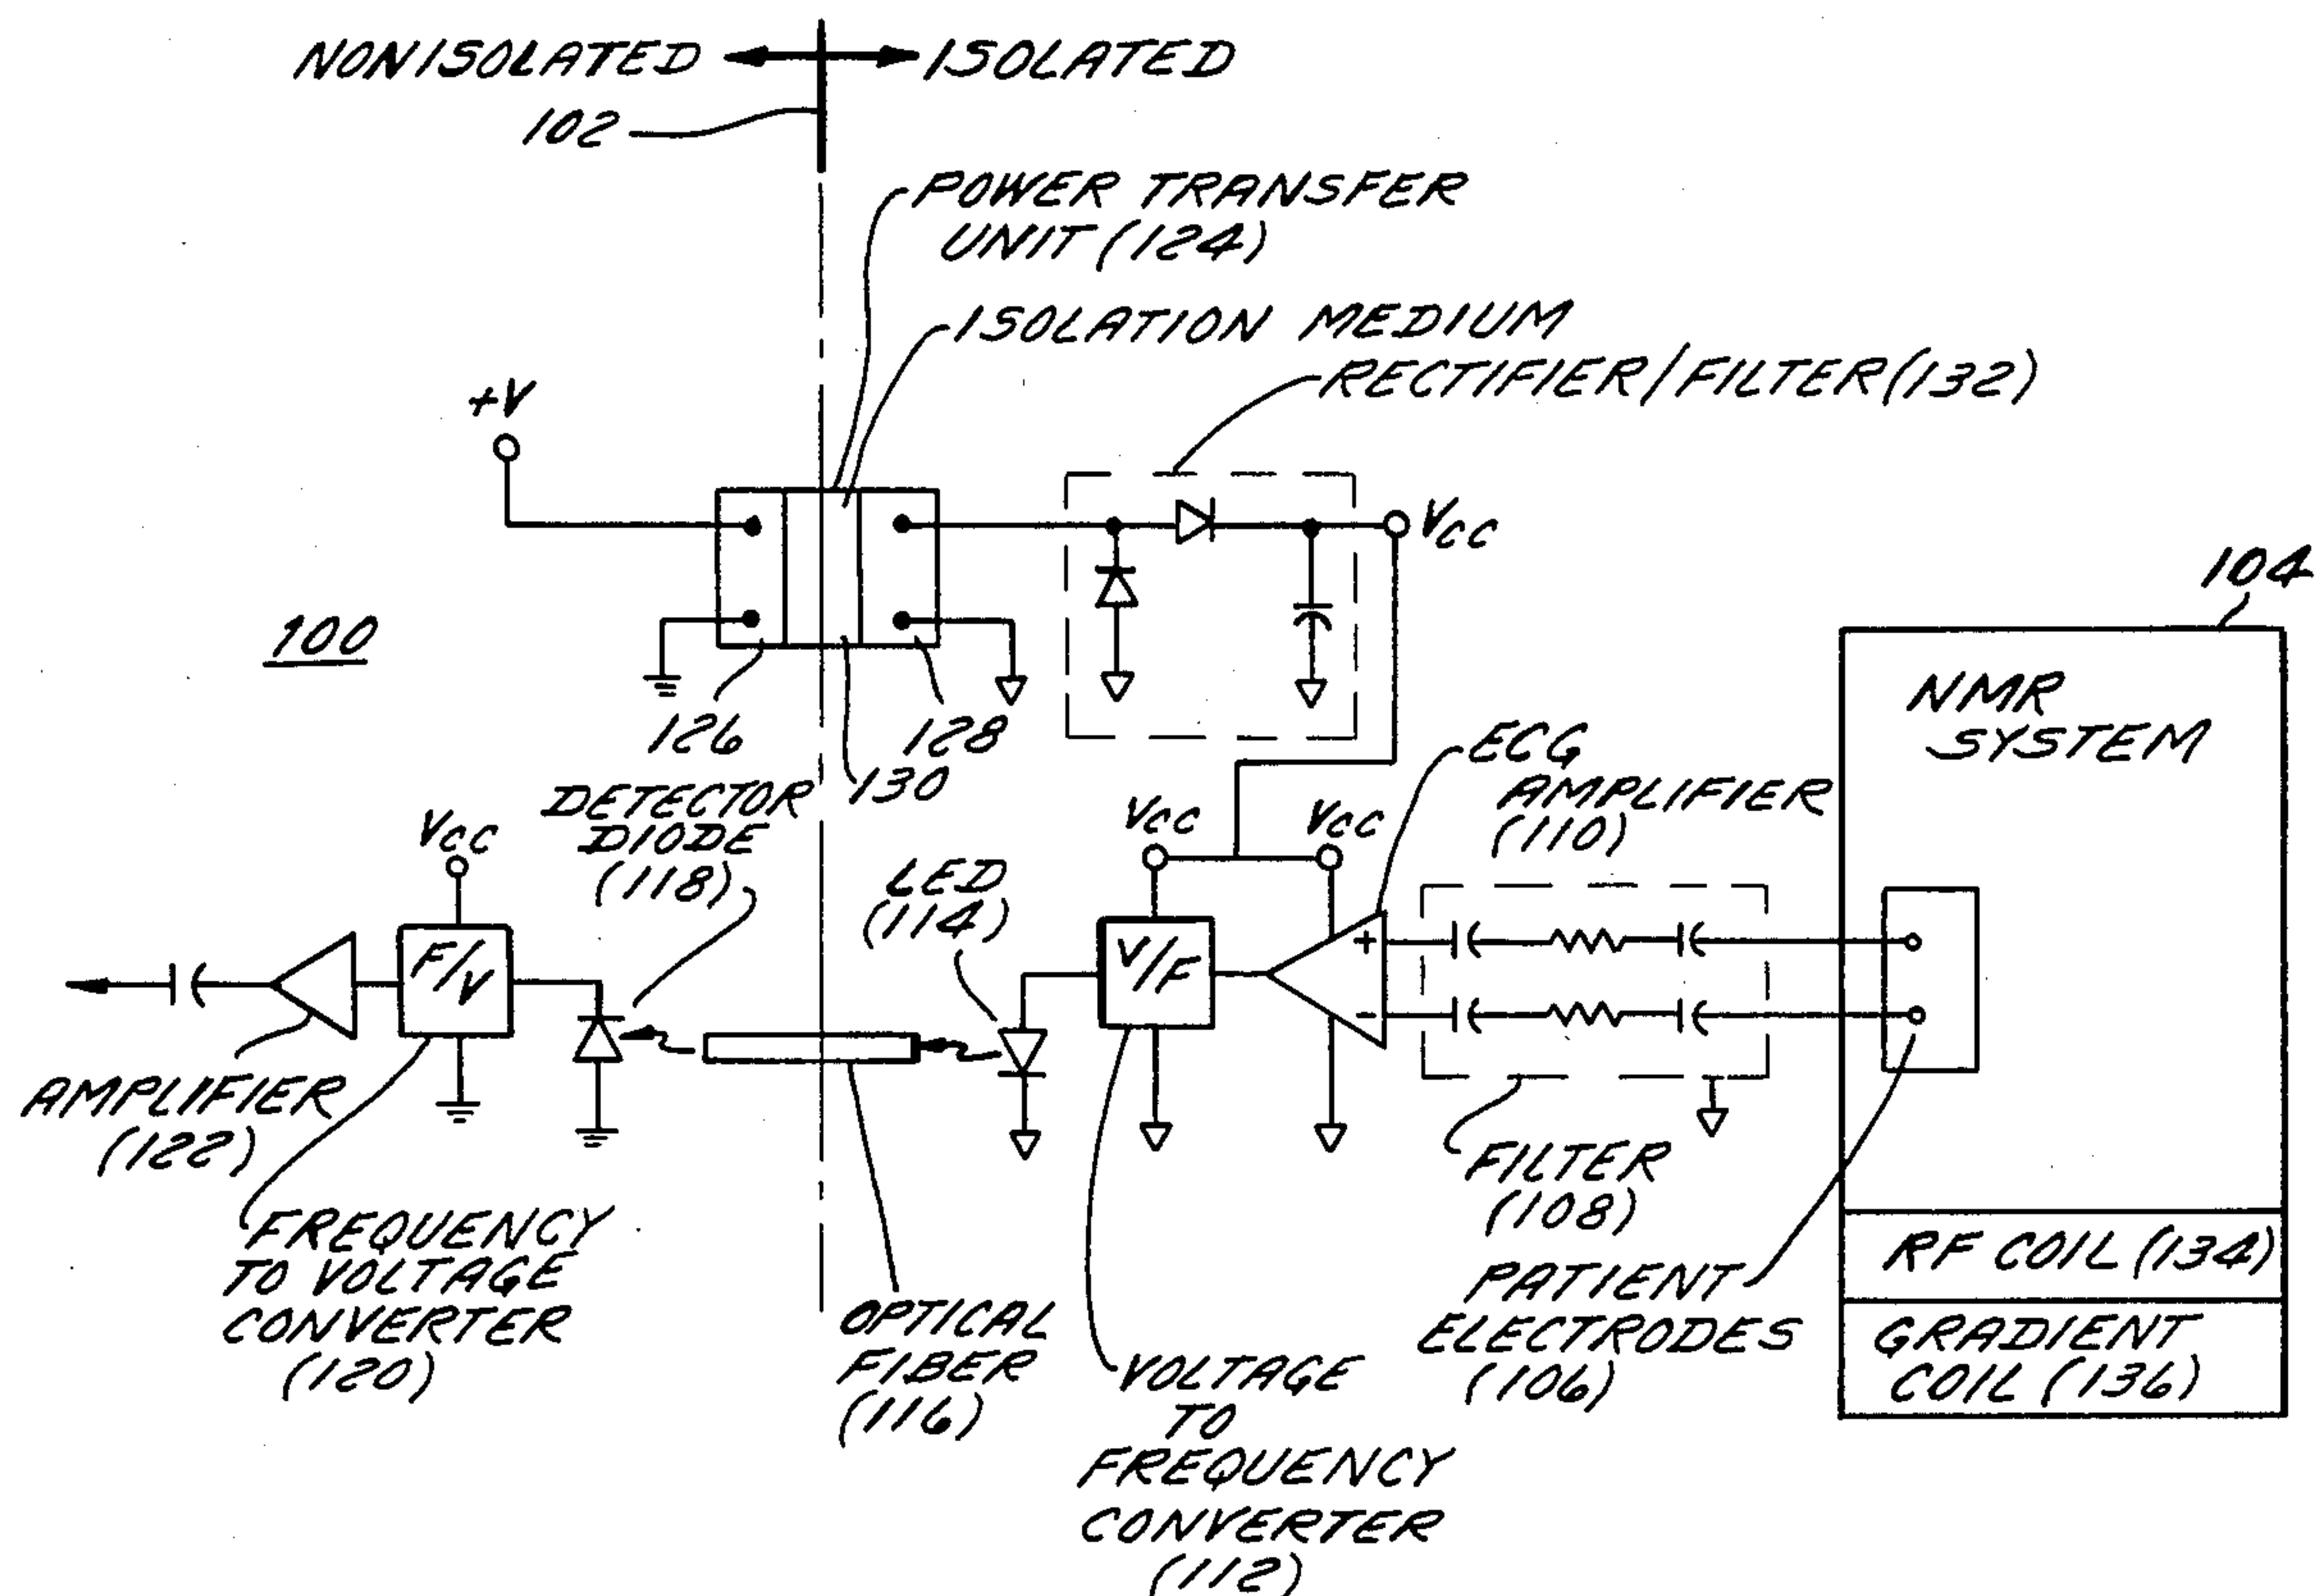 NONISOLATED
ISOLATED
102
POWER TRANSFER
UNIT (124)
ISOLATION MEDIUM
RECTIFIER/FILTER (132)
+V
VCC
104
100
126
128
130
NMR
SYSTEM
ECG
AMPLIFIER
(110)
DETECTOR
DIODE
(118)
VCC
VCC
VCC
LED
(114)
F/V
V/F
+
-
AMPLIFIER
(122)
FILTER
(108)
FREQUENCY
TO VOLTAGE
CONVERTER
(120)
OPTICAL
FIBER
(116)
VOLTAGE
TO
FREQUENCY
CONVERTER
(112)
PATIENT
ELECTRODES
(106)
RF COIL (134)
GRADIENT
COIL (136)